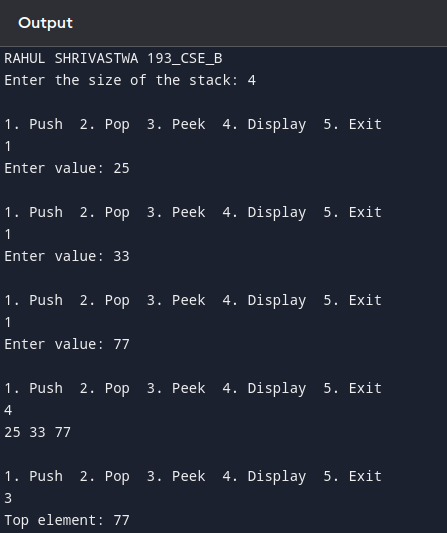 Output
RAHUL SHRIVASTWA 193_CSE_B
Enter the size of the stack: 4
1. Push  2. Pop  3. Peek  4. Display  5. Exit
1
Enter value: 25
1. Push  2. Pop  3. Peek  4. Display  5. Exit
1
Enter value: 33
1. Push  2. Pop  3. Peek  4. Display  5. Exit
1
Enter value: 77
1. Push  2. Pop  3. Peek  4. Display  5. Exit
4
25 33 77
1. Push  2. Pop  3. Peek  4. Display  5. Exit
3
Top element: 77